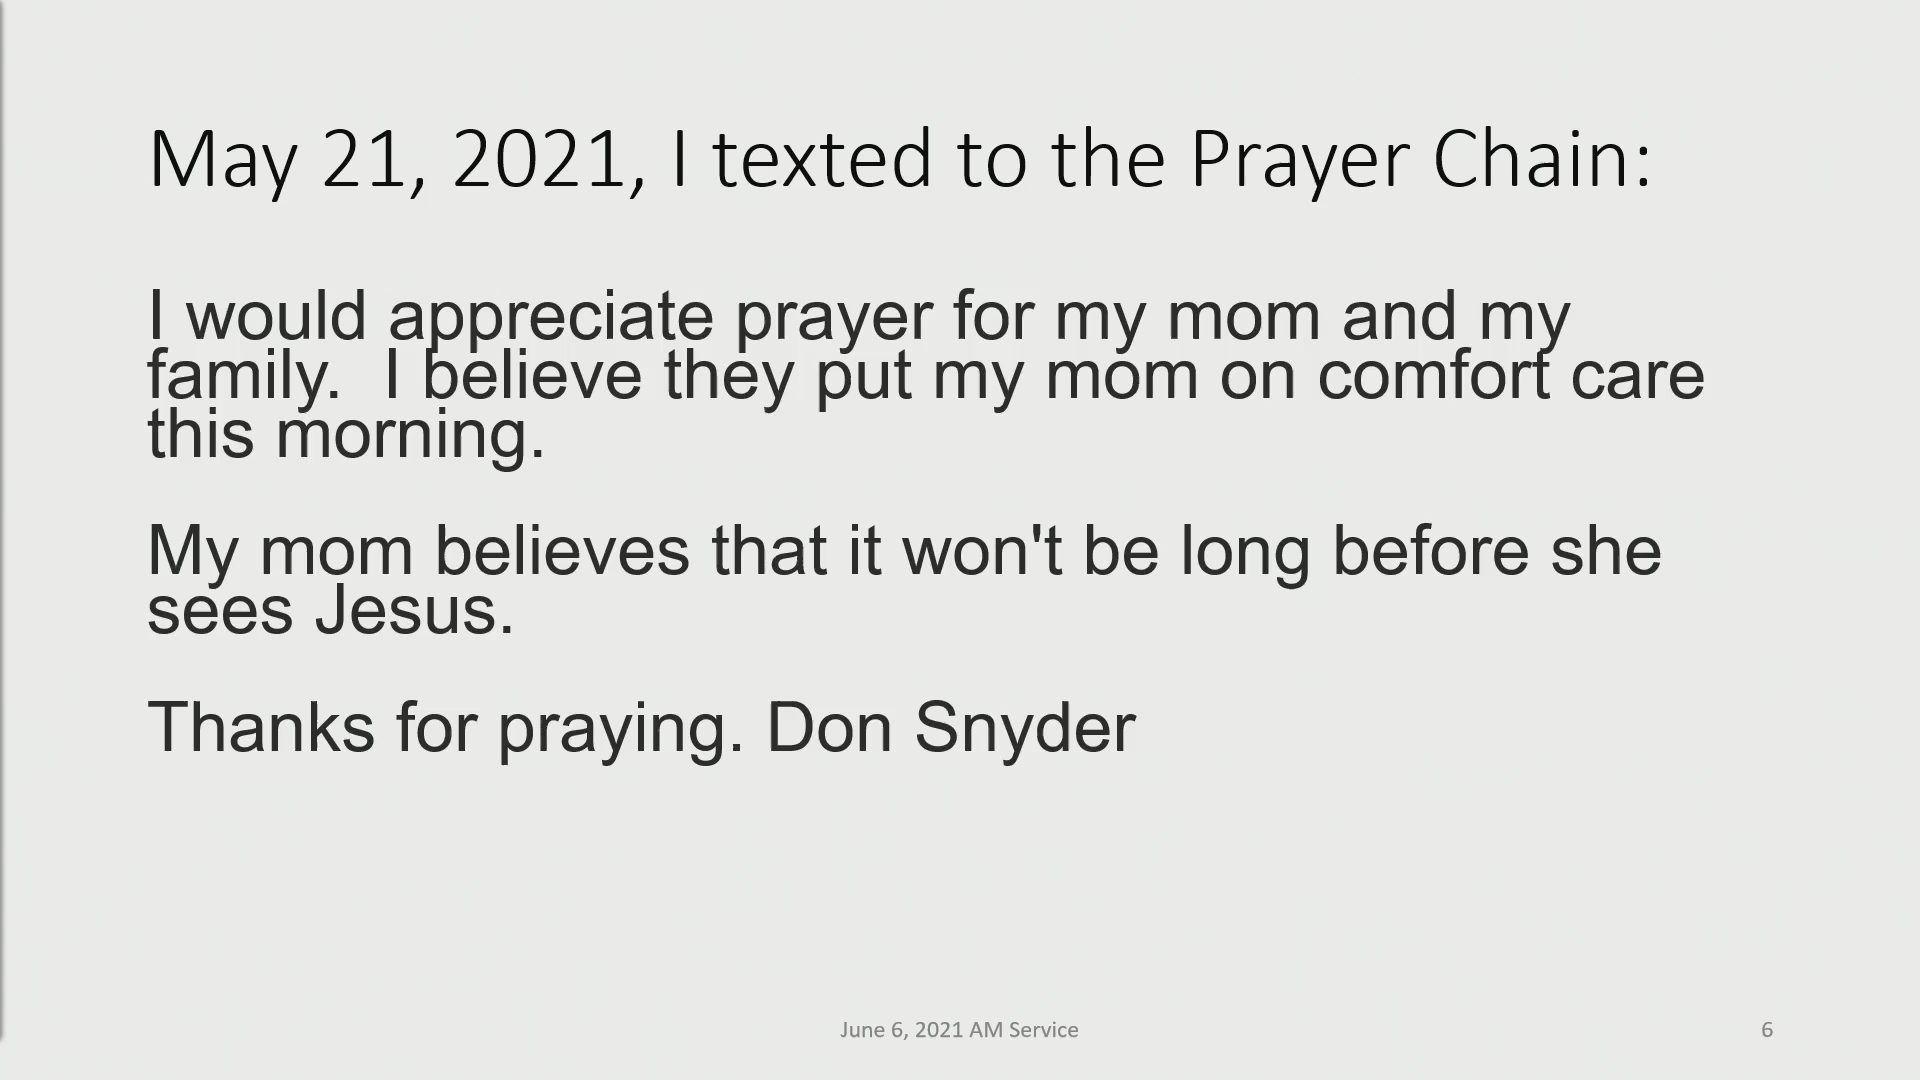 May 21, 2021, I texted to the Prayer Chain:
I would appreciate prayer for my mom and my
family.  I believe they put my mom on comfort care
this morning.
My mom believes that it won't be long before she
sees Jesus.
Thanks for praying. Don Snyder
June 6, 2021 AM Service
6